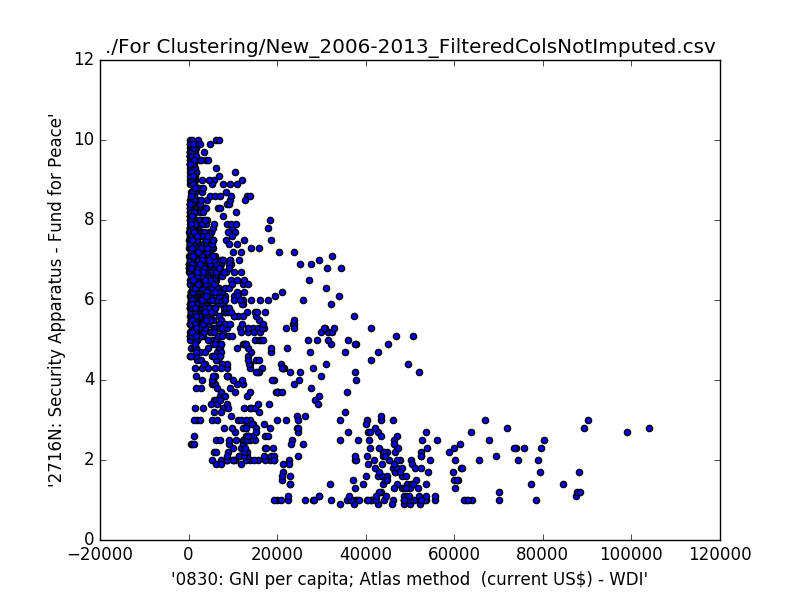 ./For Clustering/New_2006-2013_FilteredColsNotImputed.csv
12
10
8
6
4
2
0
'2716N: Security Apparatus - Fund for Peace'
−20000 0 20000 40000 60000 80000 100000 120000
'0830: GNI per capita; Atlas method  (current US$) - WDI'